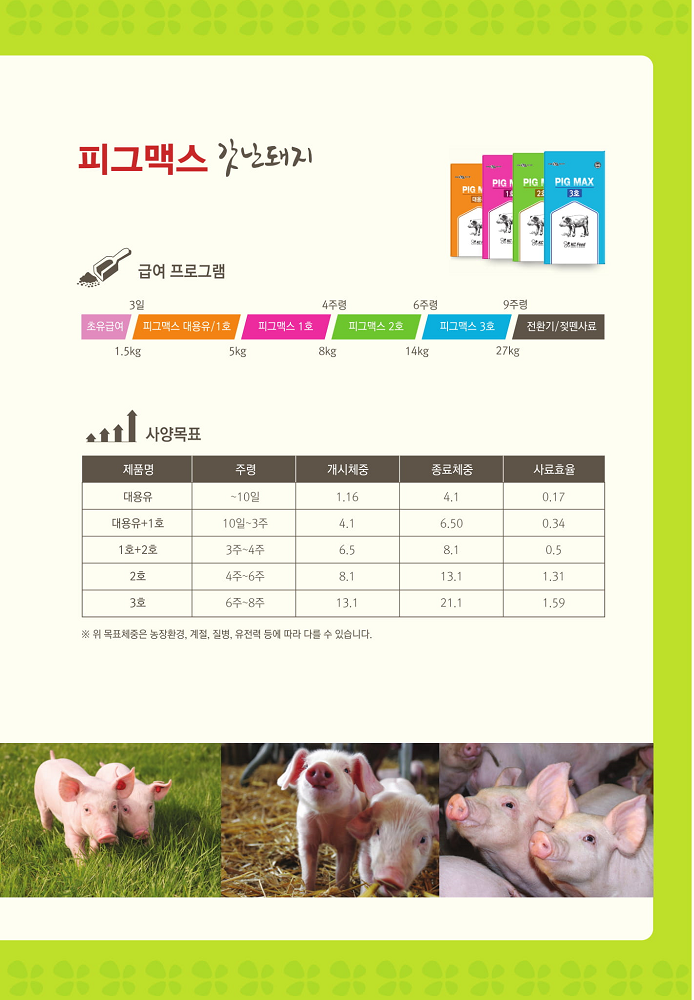 피그맥스 갓난돼지
PIG MAX
3호
KC Feed
급여 프로그램
3일 4주령 6주령 9주령
초유급여 피그맥스 대용유/1호 피그맥스 1호 피그맥스 2호 피그맥스 3호 전환기/젖뗀사료
1.5kg 5kg 8kg 14kg 27kg
사양목표
제품명 주령 개시체중 종료체중 사료효율
대용유 ~10일 1.16 4.1 0.17
대용유+1호 10일~3주 4.1 6.50 0.34
1호+2호 3주~4주 6.5 8.1 0.5
2호 4주~6주 8.1 13.1 1.31
3호 6주~8주 13.1 21.1 1.59
※ 위 목표체중은 농장환경, 계절, 질병, 유전력 등에 따라 다를 수 있습니다.